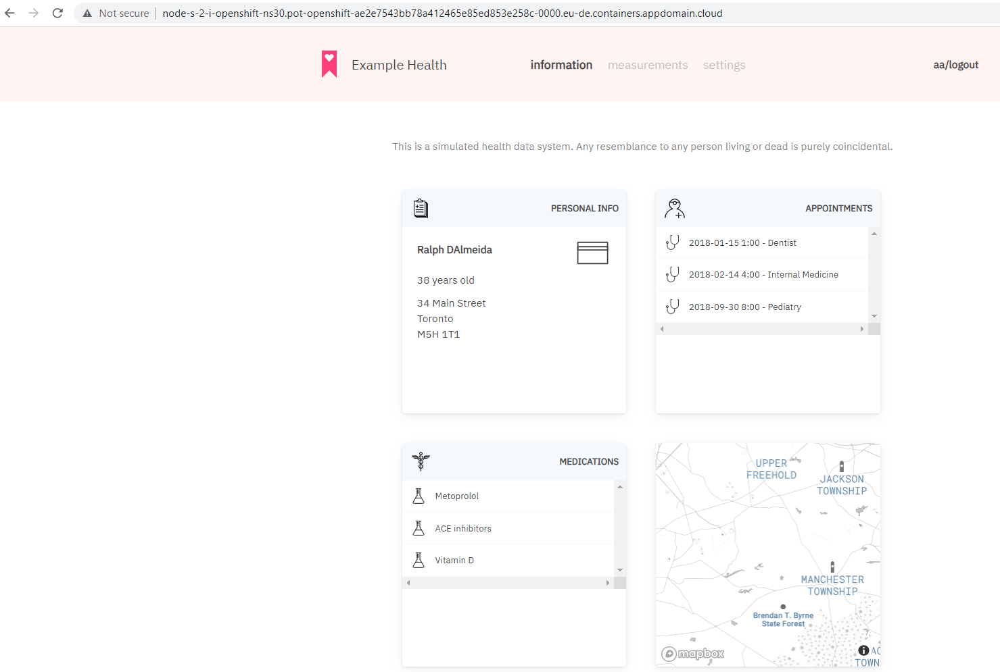 Not secure
node-s-2-i-openshift-ns30.pot-openshift-ae2e7543bb78a412465e85ed853e258c-0000.eu-de.containers.appdomain.cloud
Example Health
information
measurements
settings
aa/logout
This is a simulated health data system. Any resemblance to any person living or dead is purely coincidental.
PERSONAL INFO
Ralph DAlmeida
38 years old
34 Main Street
Toronto
M5H 1T1
APPOINTMENTS
2018-01-15 1:00 - Dentist
2018-02-14 4:00 - Internal Medicine
2018-09-30 8:00 - Pediatry
MEDICATIONS
Metoprolol
ACE inhibitors
Vitamin D
UPPER
FREEHOLD
JACKSON
TOWNSHIP
MANCHESTER
TOWNSHIP
Brendan T. Byrne
State Forest
mapbox
TOWN